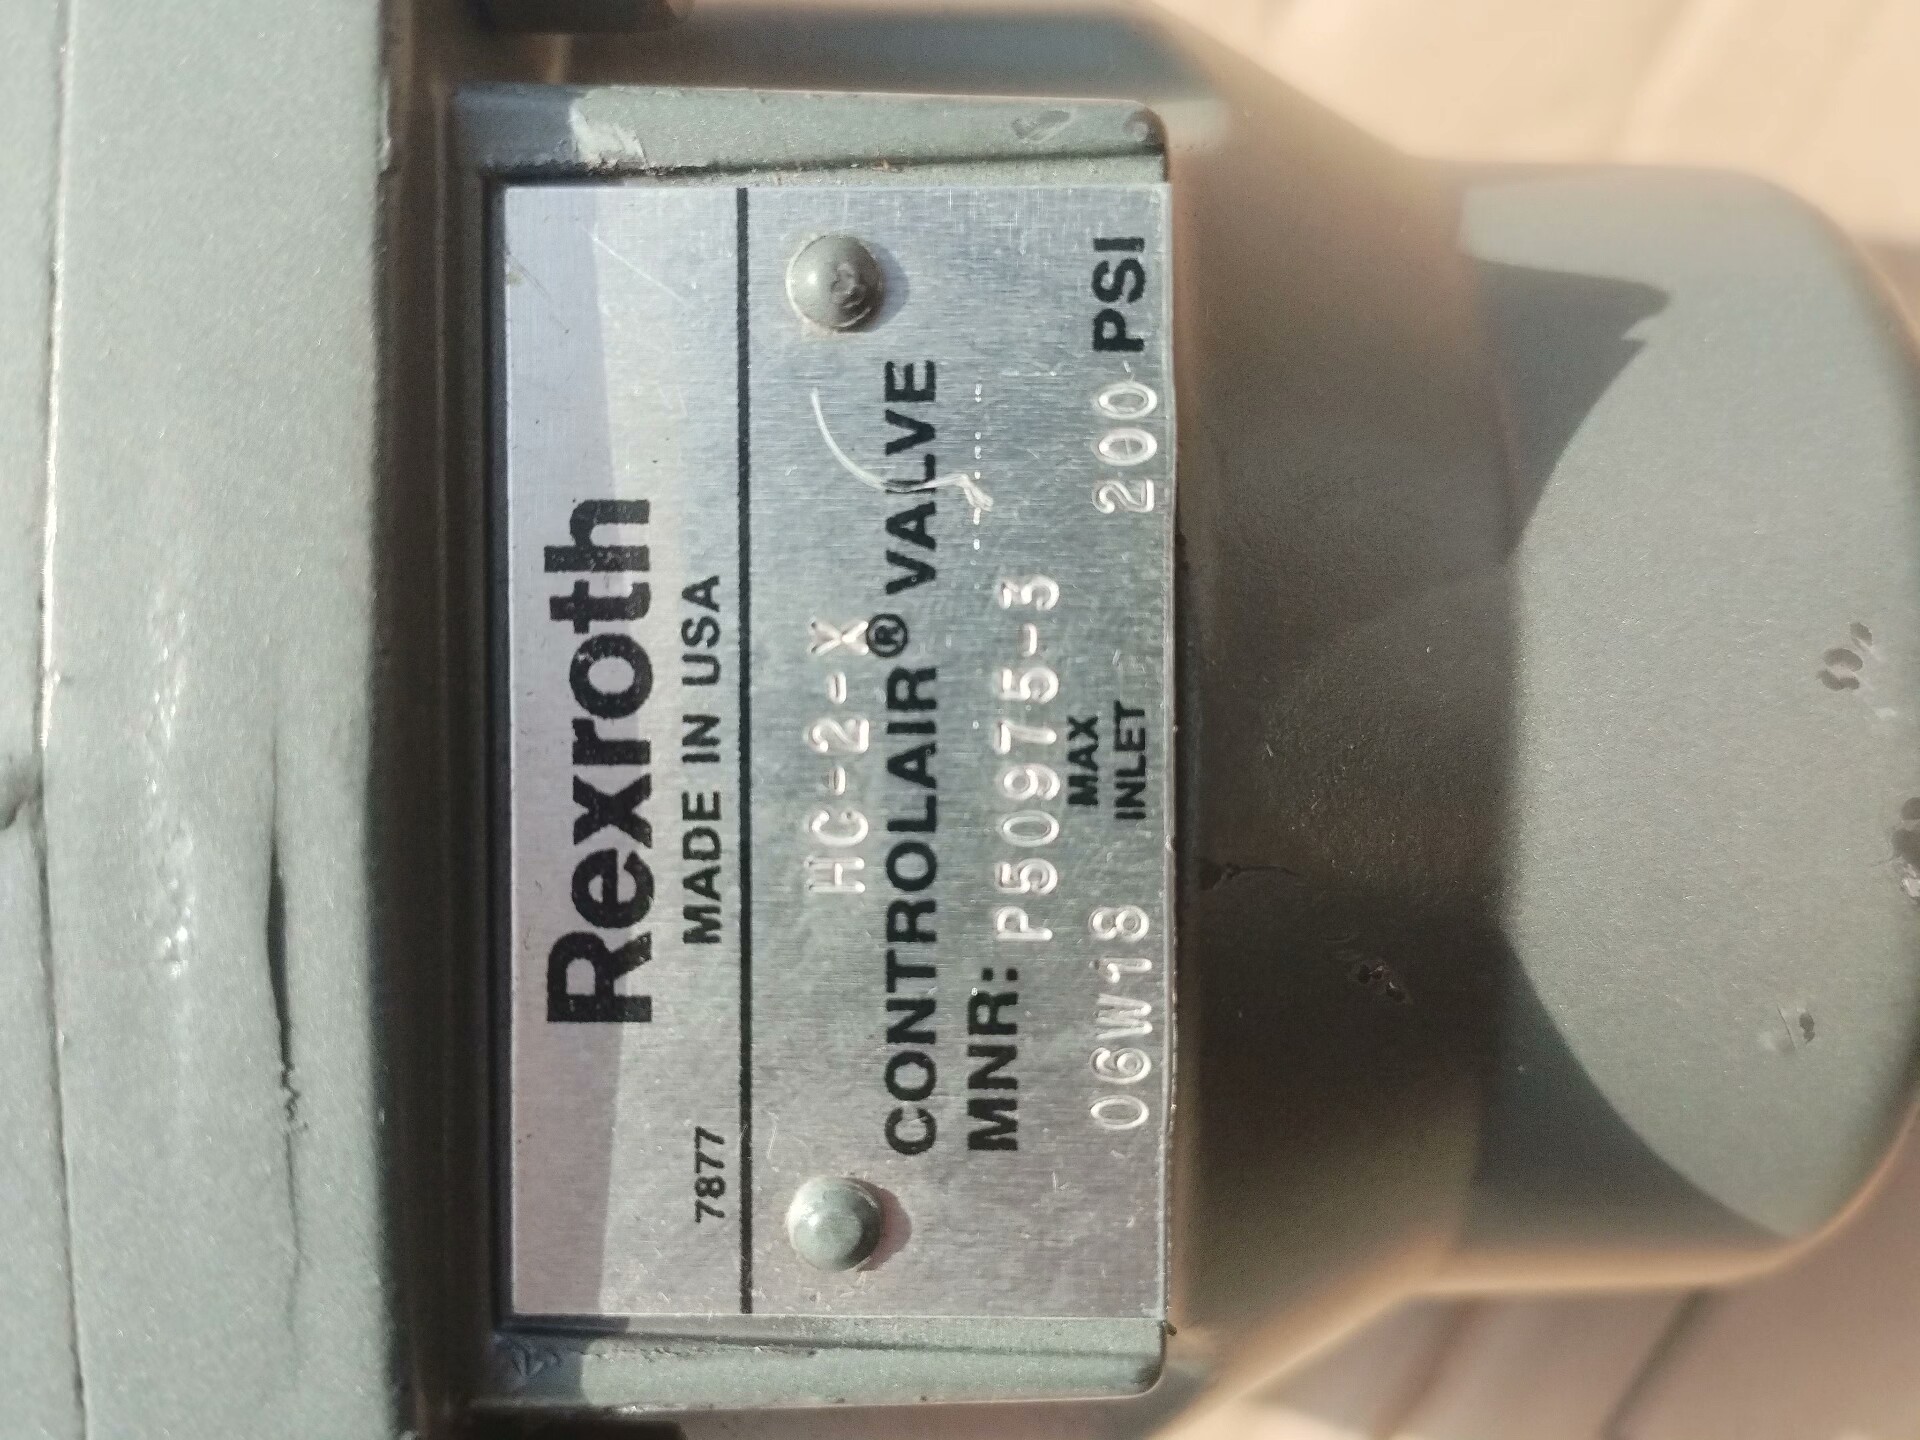 Rexroth
7877 MADE IN USA
HC-2-X
CONTROLAIR® VALVE
MNR: P50975-3
06W18 MAX INLET 200 PSI